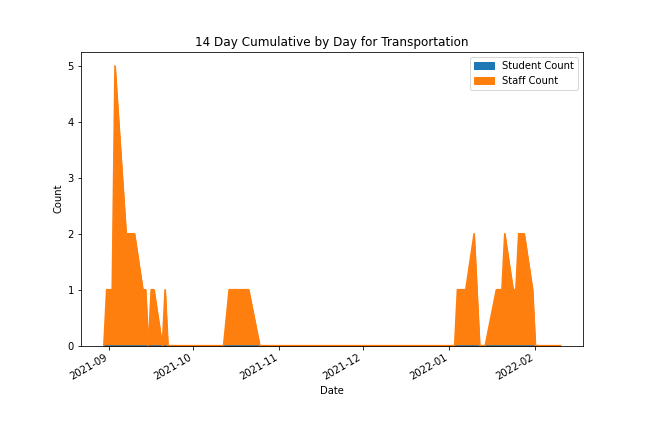 14 Day Cumulative by Day for Transportation
Student Count
Staff Count
Count
5
4
3
2
1
0
2021-09
2021-10
2021-11
2021-12
2022-01
2022-02
Date